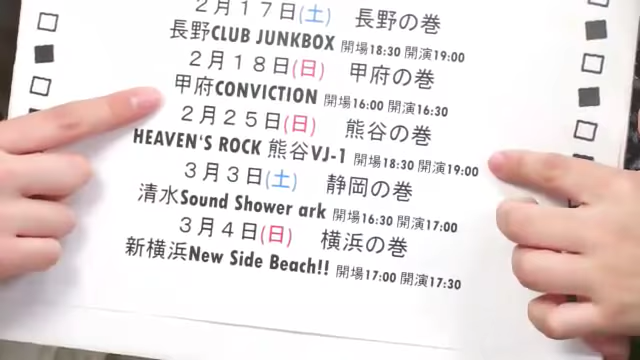 ２月１７日(土)　長野の巻
長野CLUB JUNKBOX 開場18:30 開演19:00
２月１８日(日)　甲府の巻
甲府CONVICTION 開場16:00 開演16:30
２月２５日(日)　熊谷の巻
HEAVEN'S ROCK 熊谷VJ-1 開場18:30 開演19:00
３月３日(土)　静岡の巻
清水Sound Shower ark 開場16:30 開演17:00
３月４日(日)　横浜の巻
新横浜New Side Beach!! 開場17:00 開演17:30